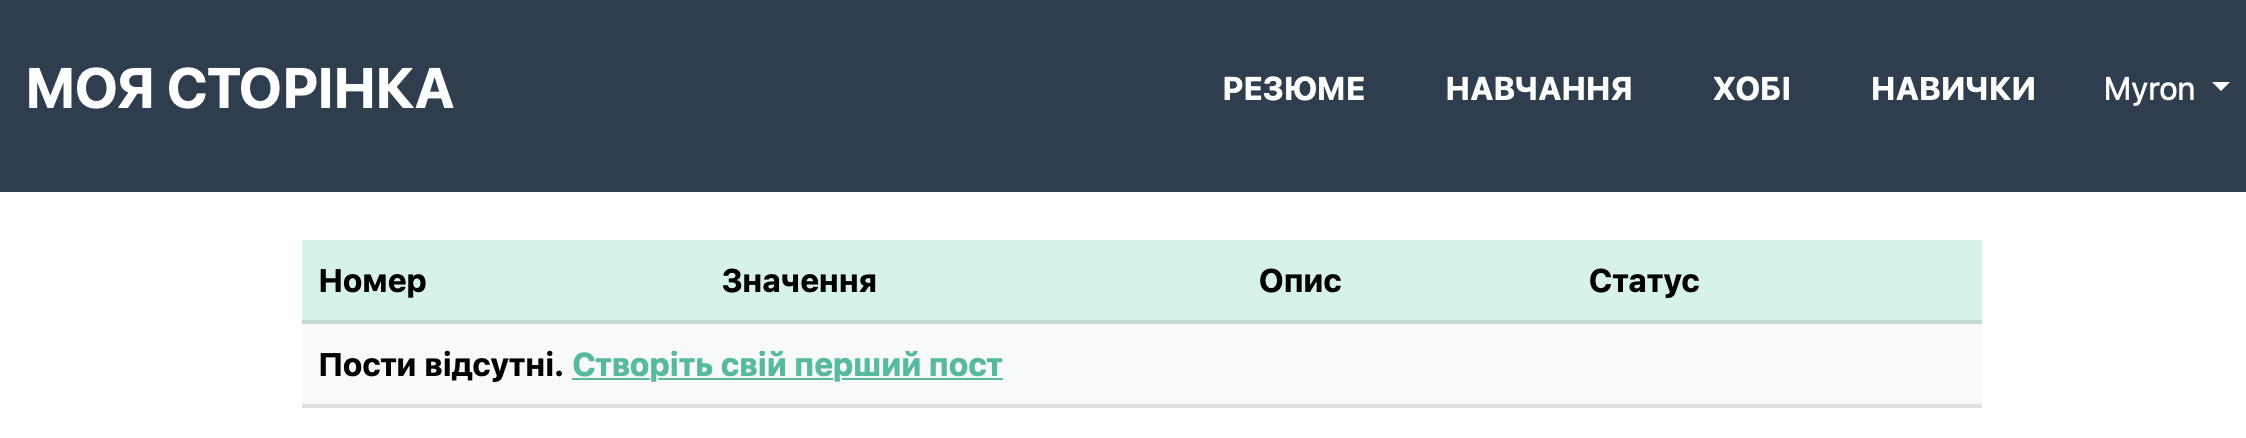 МОЯ СТОРІНКА РЕЗЮМЕ НАВЧАННЯ ХОБІ НАВИЧКИ Myron
Номер Значення Опис Статус
Пости відсутні. Створіть свій перший пост